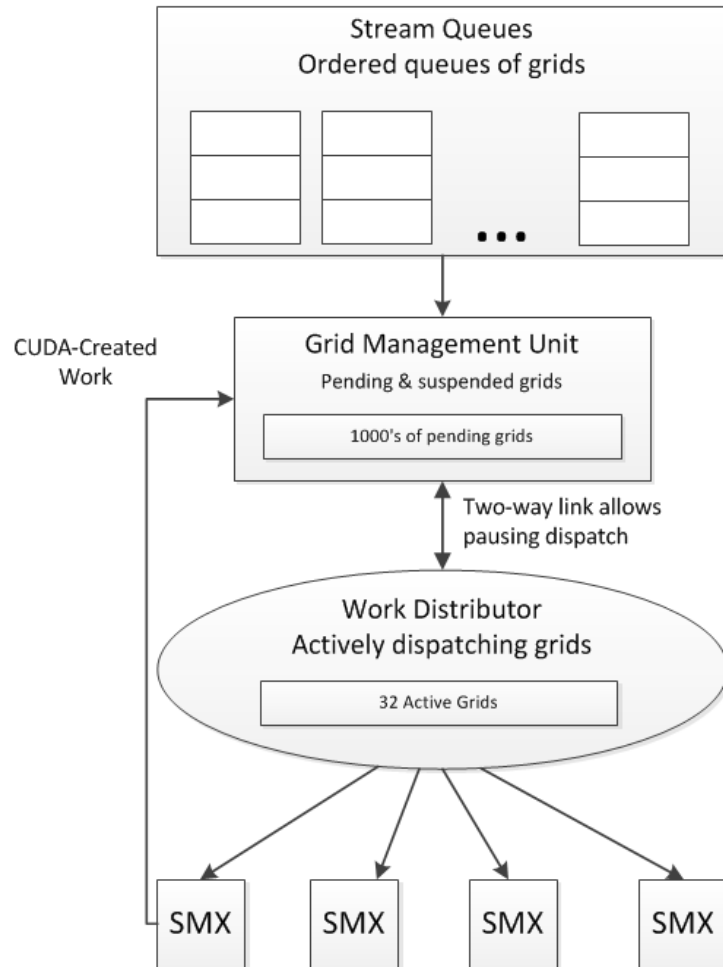 Stream Queues
Ordered queues of grids
...
CUDA-Created
Work
Grid Management Unit
Pending & suspended grids
1000's of pending grids
Two-way link allows
pausing dispatch
Work Distributor
Actively dispatching grids
32 Active Grids
SMX
SMX
SMX
SMX